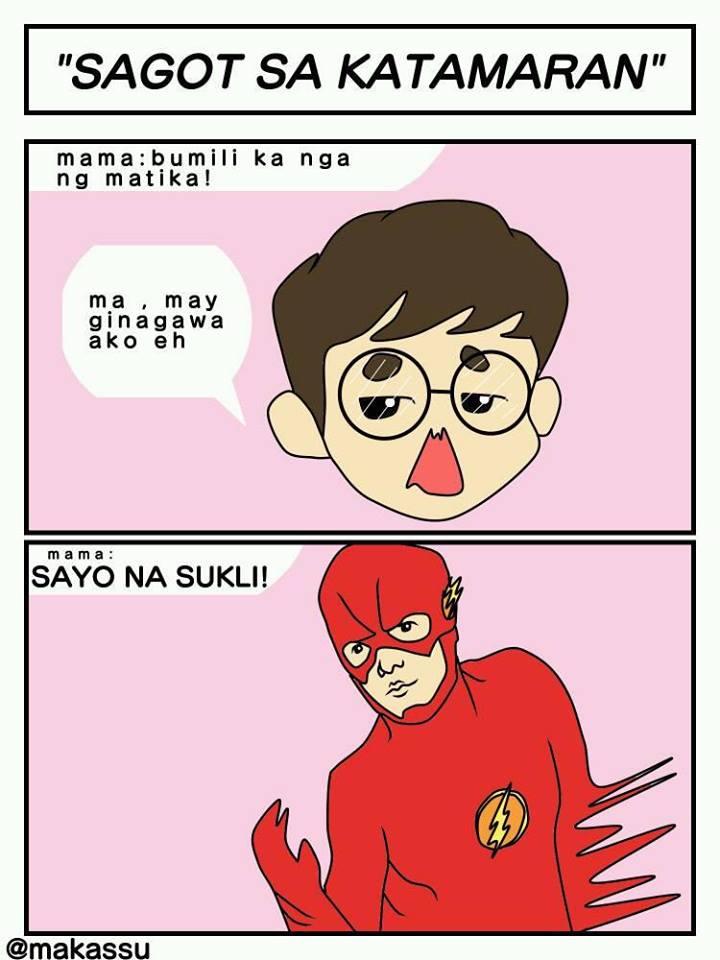 "SAGOT SA KATAMARAN"
mama:bumili ka nga
ng matika!
ma , may
ginagawa
ako eh
mama:
SAYO NA SUKLI!
@makassu